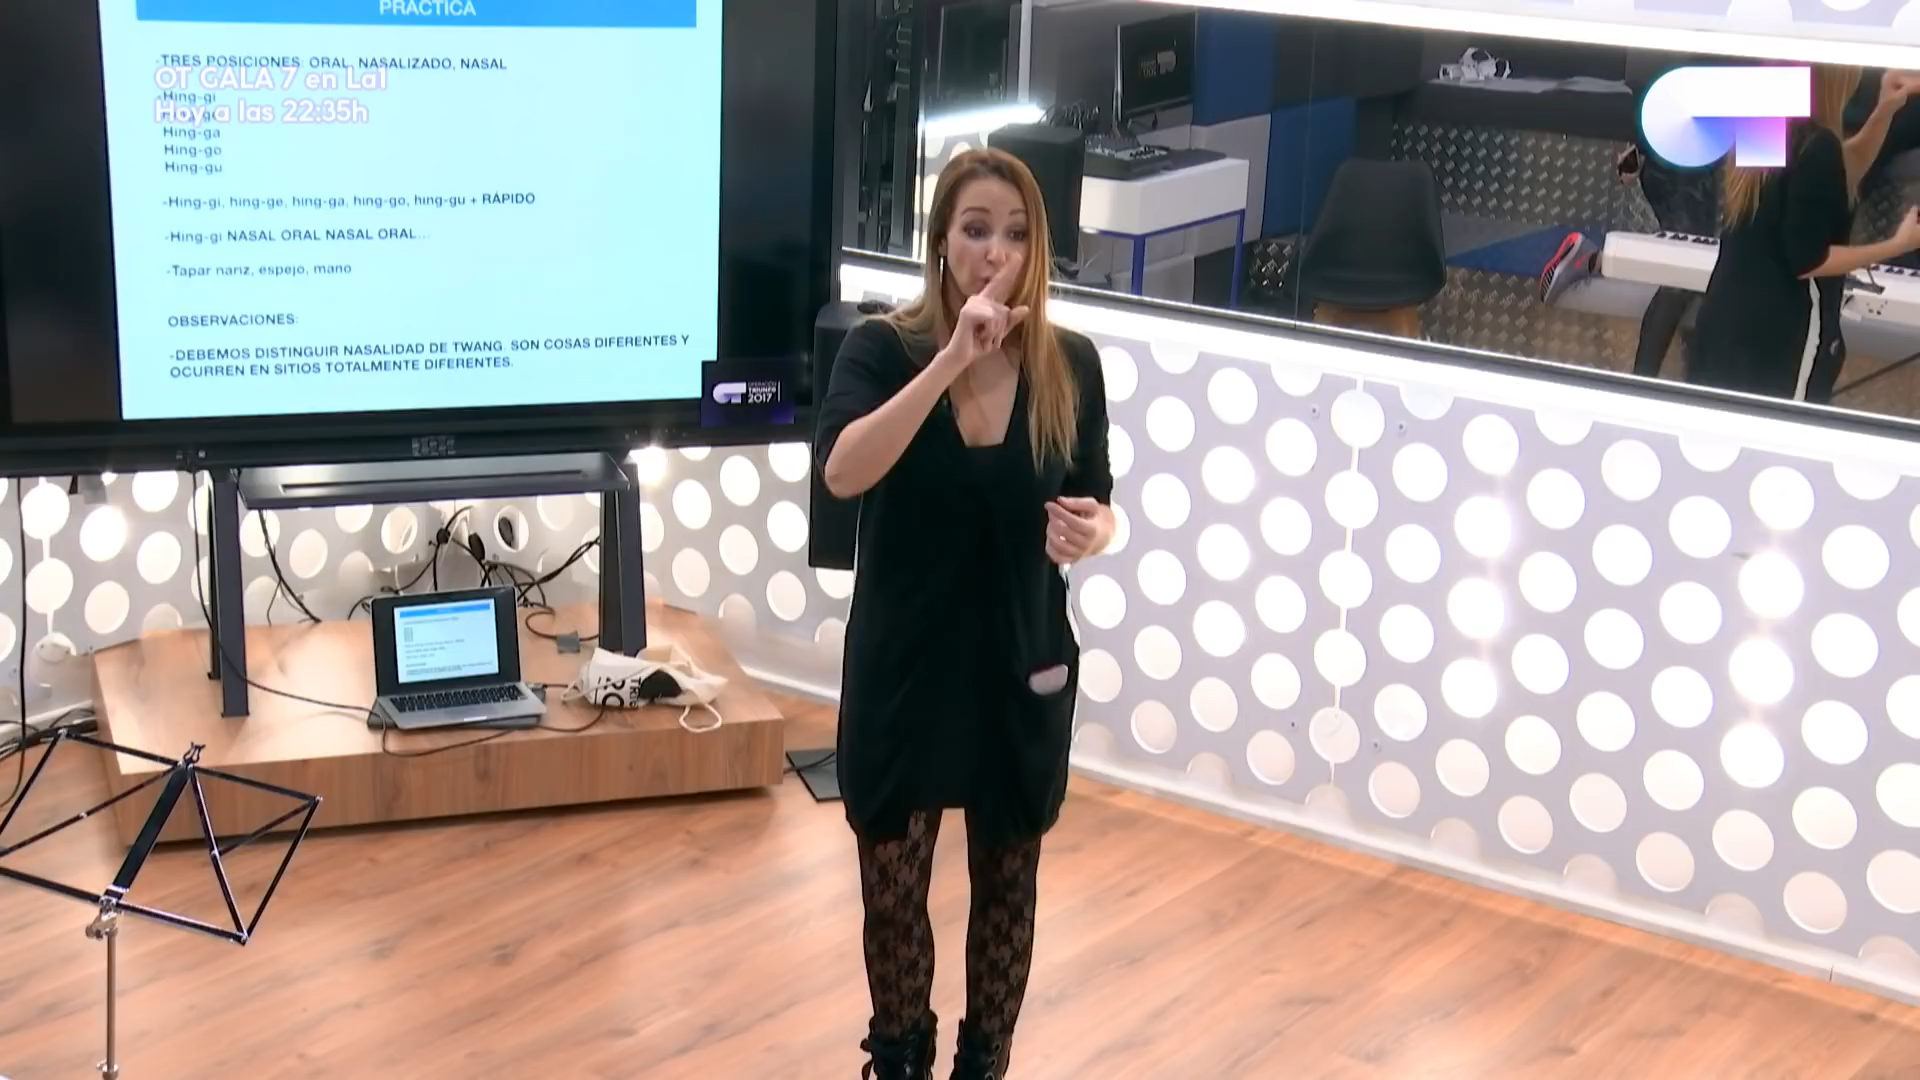 PRÁCTICA
-TRES POSICIONES: ORAL, NASALIZADO, NASAL
OT GALA 7 en La1
-Hing-gi
Hoy a las 22:35h
Hing-ga
Hing-go
Hing-gu
-Hing-gi, hing-ge, hing-ga, hing-go, hing-gu + RÁPIDO
-Hing-gi NASAL ORAL NASAL ORAL...
-Tapar nariz, espejo, mano
OBSERVACIONES:
-DEBEMOS DISTINGUIR NASALIDAD DE TWANG. SON COSAS DIFERENTES Y
OCURREN EN SITIOS TOTALMENTE DIFERENTES.
OPERACIÓN
TRIUNFO
2017